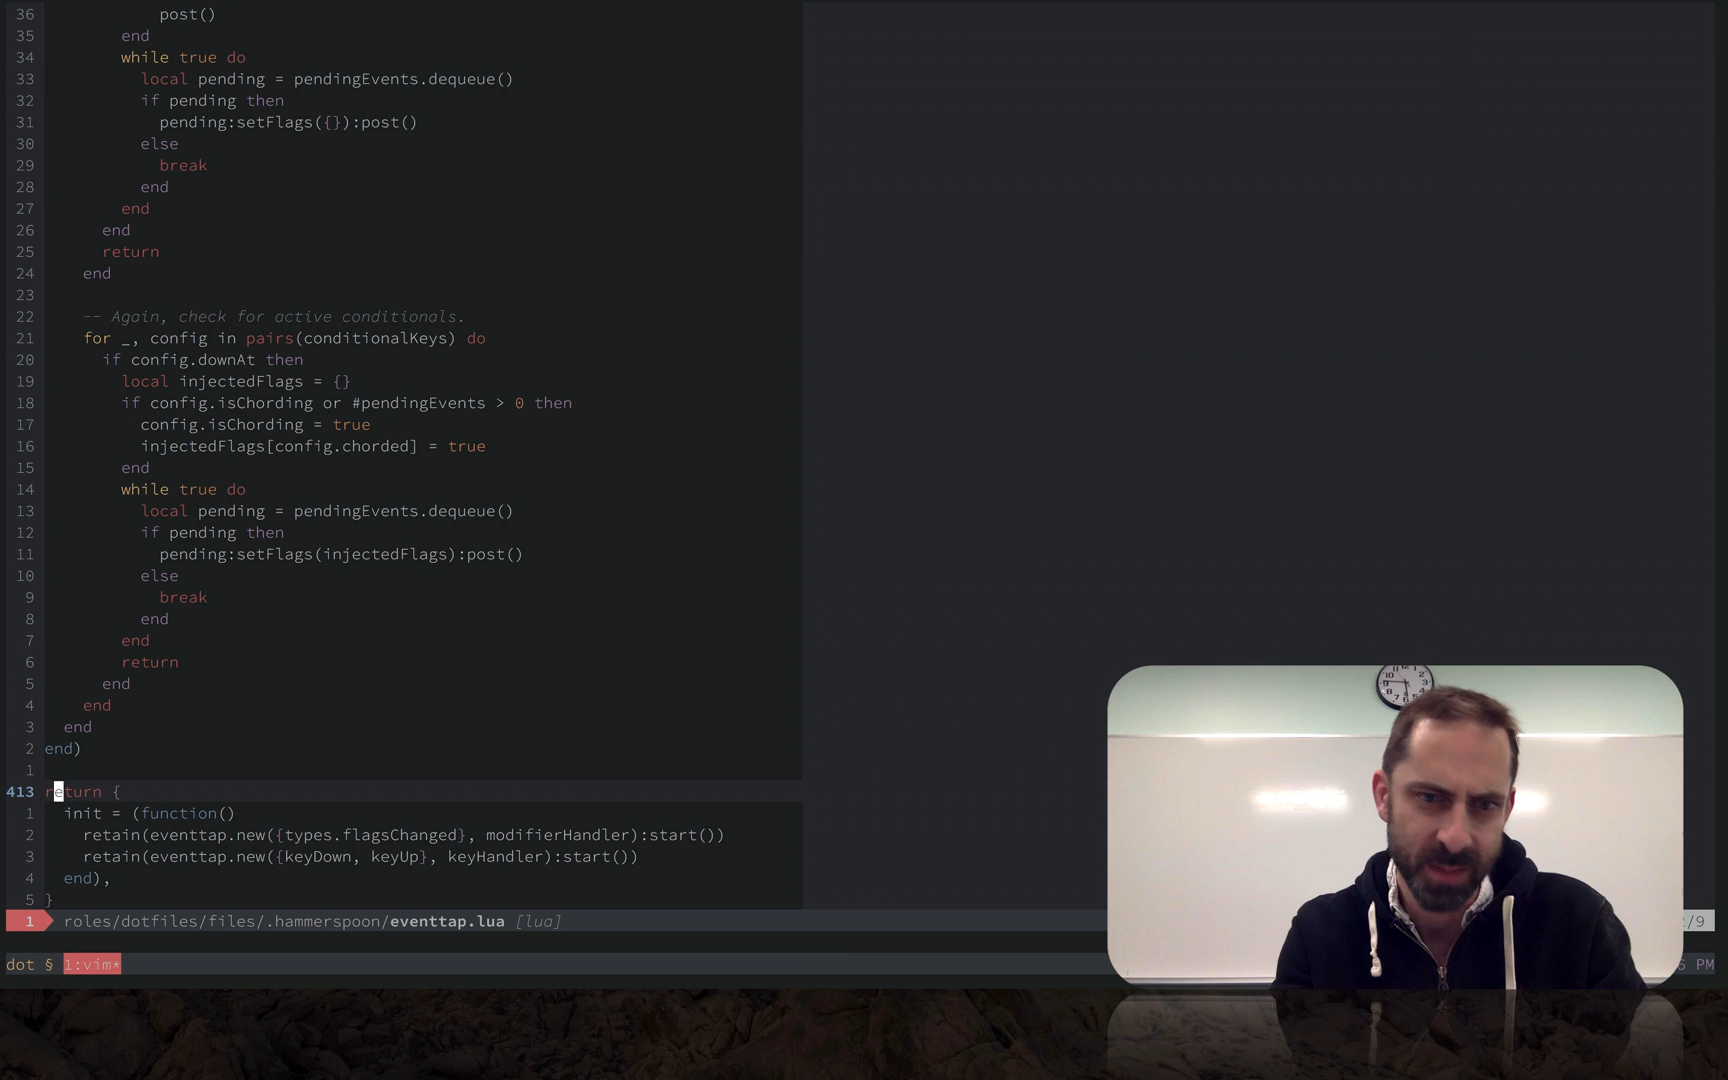 36             post()
35         end
34         while true do
33           local pending = pendingEvents.dequeue()
32           if pending then
31             pending:setFlags({}):post()
30           else
29             break
28           end
27         end
26       end
25       return
24     end
23
22     -- Again, check for active conditionals.
21     for _, config in pairs(conditionalKeys) do
20       if config.downAt then
19         local injectedFlags = {}
18         if config.isChording or #pendingEvents > 0 then
17           config.isChording = true
16           injectedFlags[config.chorded] = true
15         end
14         while true do
13           local pending = pendingEvents.dequeue()
12           if pending then
11             pending:setFlags(injectedFlags):post()
10           else
9             break
8           end
7         end
6         return
5       end
4     end
3   end
2 end)
1
413 return {
1   init = (function()
2     retain(eventtap.new({types.flagsChanged}, modifierHandler):start())
3     retain(eventtap.new({keyDown, keyUp}, keyHandler):start())
4   end),
5 }
1 roles/dotfiles/files/.hammerspoon/eventtap.lua [lua] /9
dot § 1:vim* PM